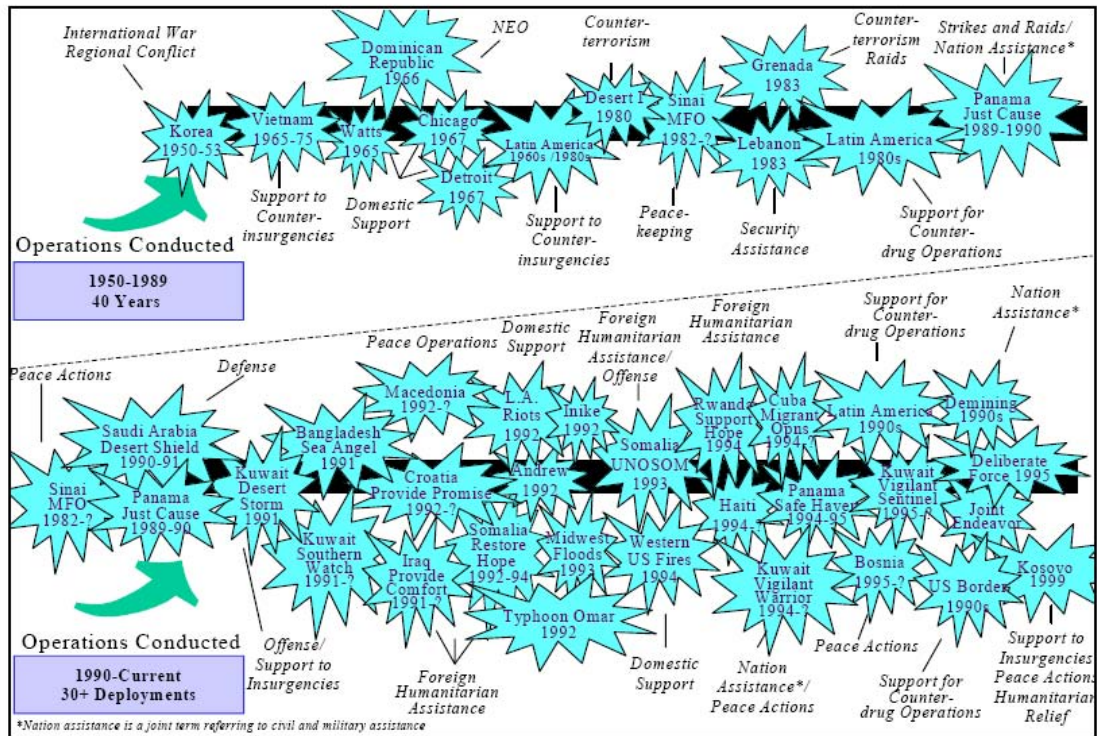 International War
Regional Conflict
Dominican
Republic
1966
NEO
Counter-
terrorism
Counter-
terrorism
Raids
Strikes and Raids/
Nation Assistance*
Korea
1950-53
Vietnam
1965-75
Watts
1965
Chicago
1967
Detroit
1967
Latin America
1960s /1980s
Desert I
1980
Sinai
MFO
1982-?
Grenada
1983
Lebanon
1983
Latin America
1980s
Panama
Just Cause
1989-1990
Support to
Counter-
insurgencies
Domestic
Support
Support to
Counter-
insurgencies
Peace-
keeping
Security
Assistance
Support for
Counter-
drug Operations
Operations Conducted
1950-1989
40 Years
Peace Actions
Defense
Peace Operations
Domestic
Support
Foreign
Humanitarian
Assistance/
Offense
Foreign
Humanitarian
Assistance
Support for
Counter-
drug Operations
Nation
Assistance*
Sinai
MFO
1982-?
Saudi Arabia
Desert Shield
1990-91
Panama
Just Cause
1989-90
Kuwait
Desert
Storm
1991
Bangladesh
Sea Angel
1991
Kuwait
Southern
Watch
1991-?
Macedonia
1992-?
Croatia
Provide Promise
1992-?
Iraq
Provide
Comfort
1991-?
L.A.
Riots
1992
Inike
1992
Andrew
1992
Somalia
Restore
Hope
1992-94
Midwest
Floods
1993
Typhoon Omar
1992
Somalia
UNOSOM
1993
Western
US Fires
1994
Rwanda
Support
Hope
1994
Cuba
Migrant
Opns
1994-?
Haiti
1994-?
Panama
Safe Haven
1994-95
Kuwait
Vigilant
Warrior
1994-?
Latin America
1990s
Kuwait
Vigilant
Sentinel
1995-?
Bosnia
1995-?
Demining
1990s
Deliberate
Force 1995
Joint
Endeavor
US Border
1990s
Kosovo
1999
Offense/
Support to
Insurgencies
Foreign
Humanitarian
Assistance
Domestic
Support
Nation
Assistance*/
Peace Actions
Peace Actions
Support for
Counter-
drug Operations
Support to
Insurgencies
Peace Actions
Humanitarian
Relief
Operations Conducted
1990-Current
30+ Deployments
*Nation assistance is a joint term referring to civil and military assistance